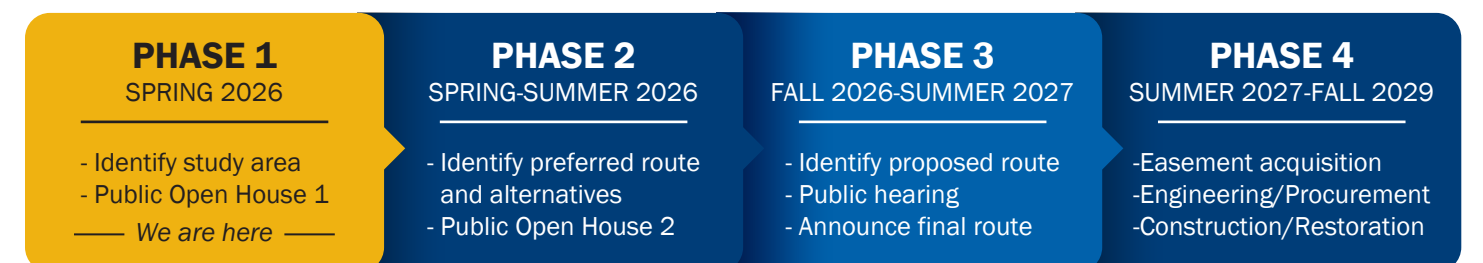 PHASE 1
SPRING 2026
- Identify study area
- Public Open House 1
We are here
PHASE 2
SPRING-SUMMER 2026
- Identify preferred route
and alternatives
- Public Open House 2
PHASE 3
FALL 2026-SUMMER 2027
- Identify proposed route
- Public hearing
- Announce final route
PHASE 4
SUMMER 2027-FALL 2029
-Easement acquisition
-Engineering/Procurement
-Construction/Restoration